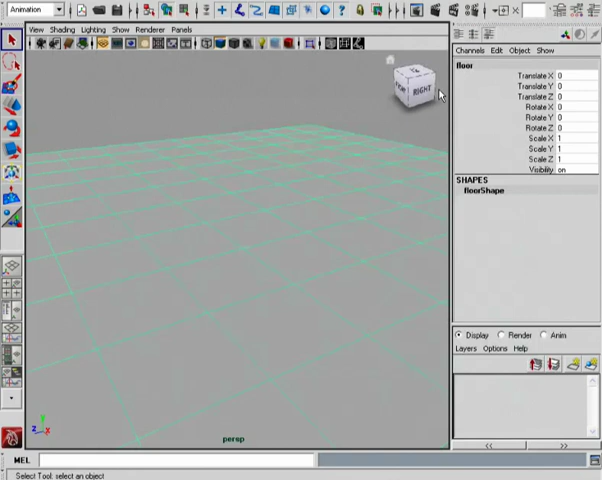 Animation
View Shading Lighting Show Renderer Panels
Channels Edit Object Show
floor
Translate X 0
Translate Y 0
Translate Z 0
Rotate X 0
Rotate Y 0
Rotate Z 0
Scale X 1
Scale Y 1
Scale Z 1
Visibility on
SHAPES
floorShape
RIGHT
Display Render Anim
Layers Options Help
Y
Z X
persp
<< >>
MEL
Select Tool: select an object